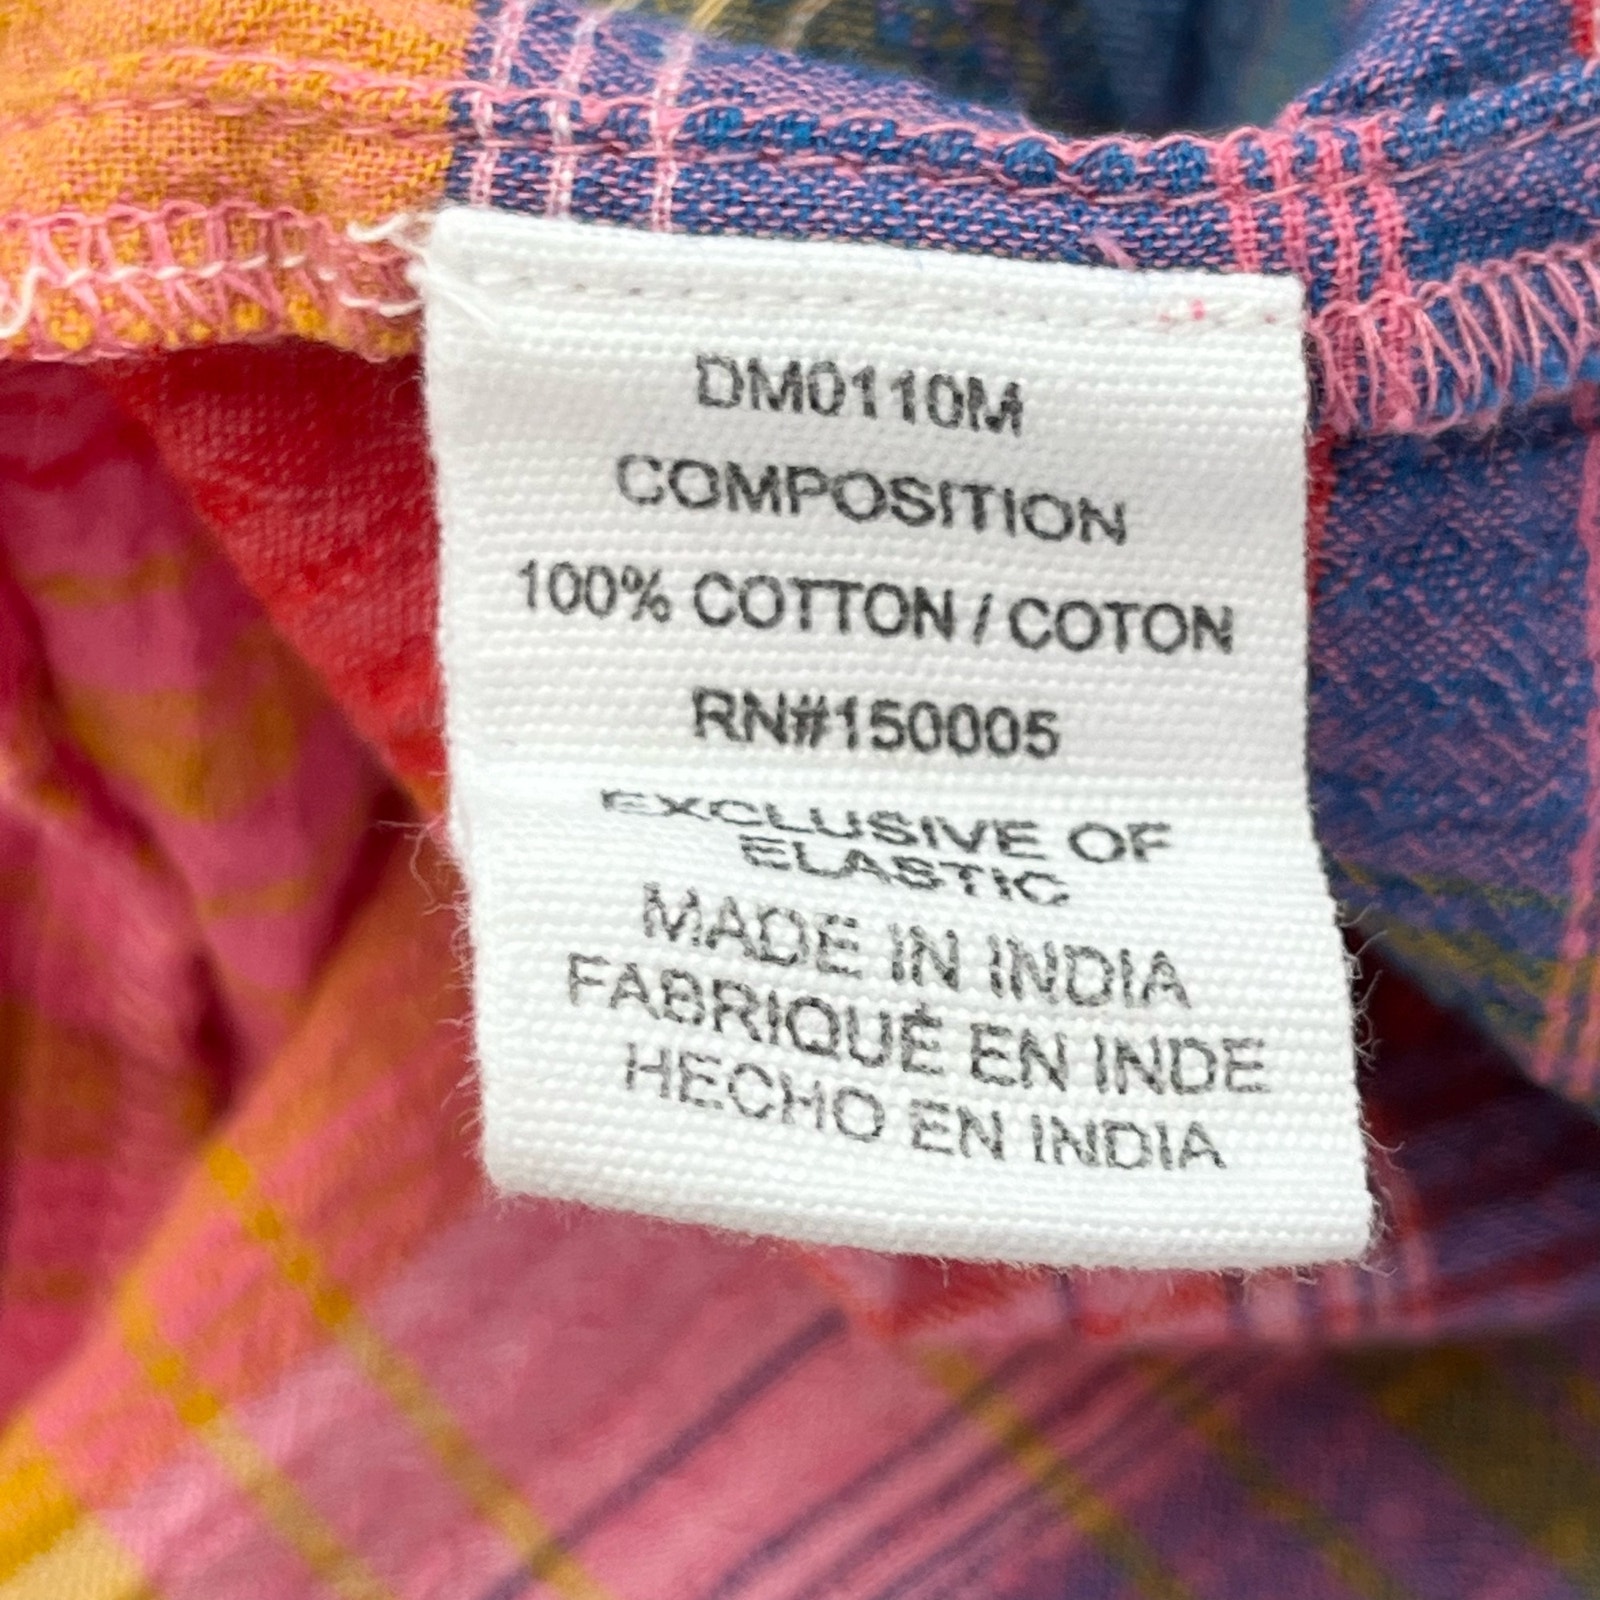 DM0110M
COMPOSITION
100% COTTON / COTON
RN#150005
EXCLUSIVE OF
ELASTIC
MADE IN INDIA
FABRIQUÉ EN INDE
HECHO EN INDIA